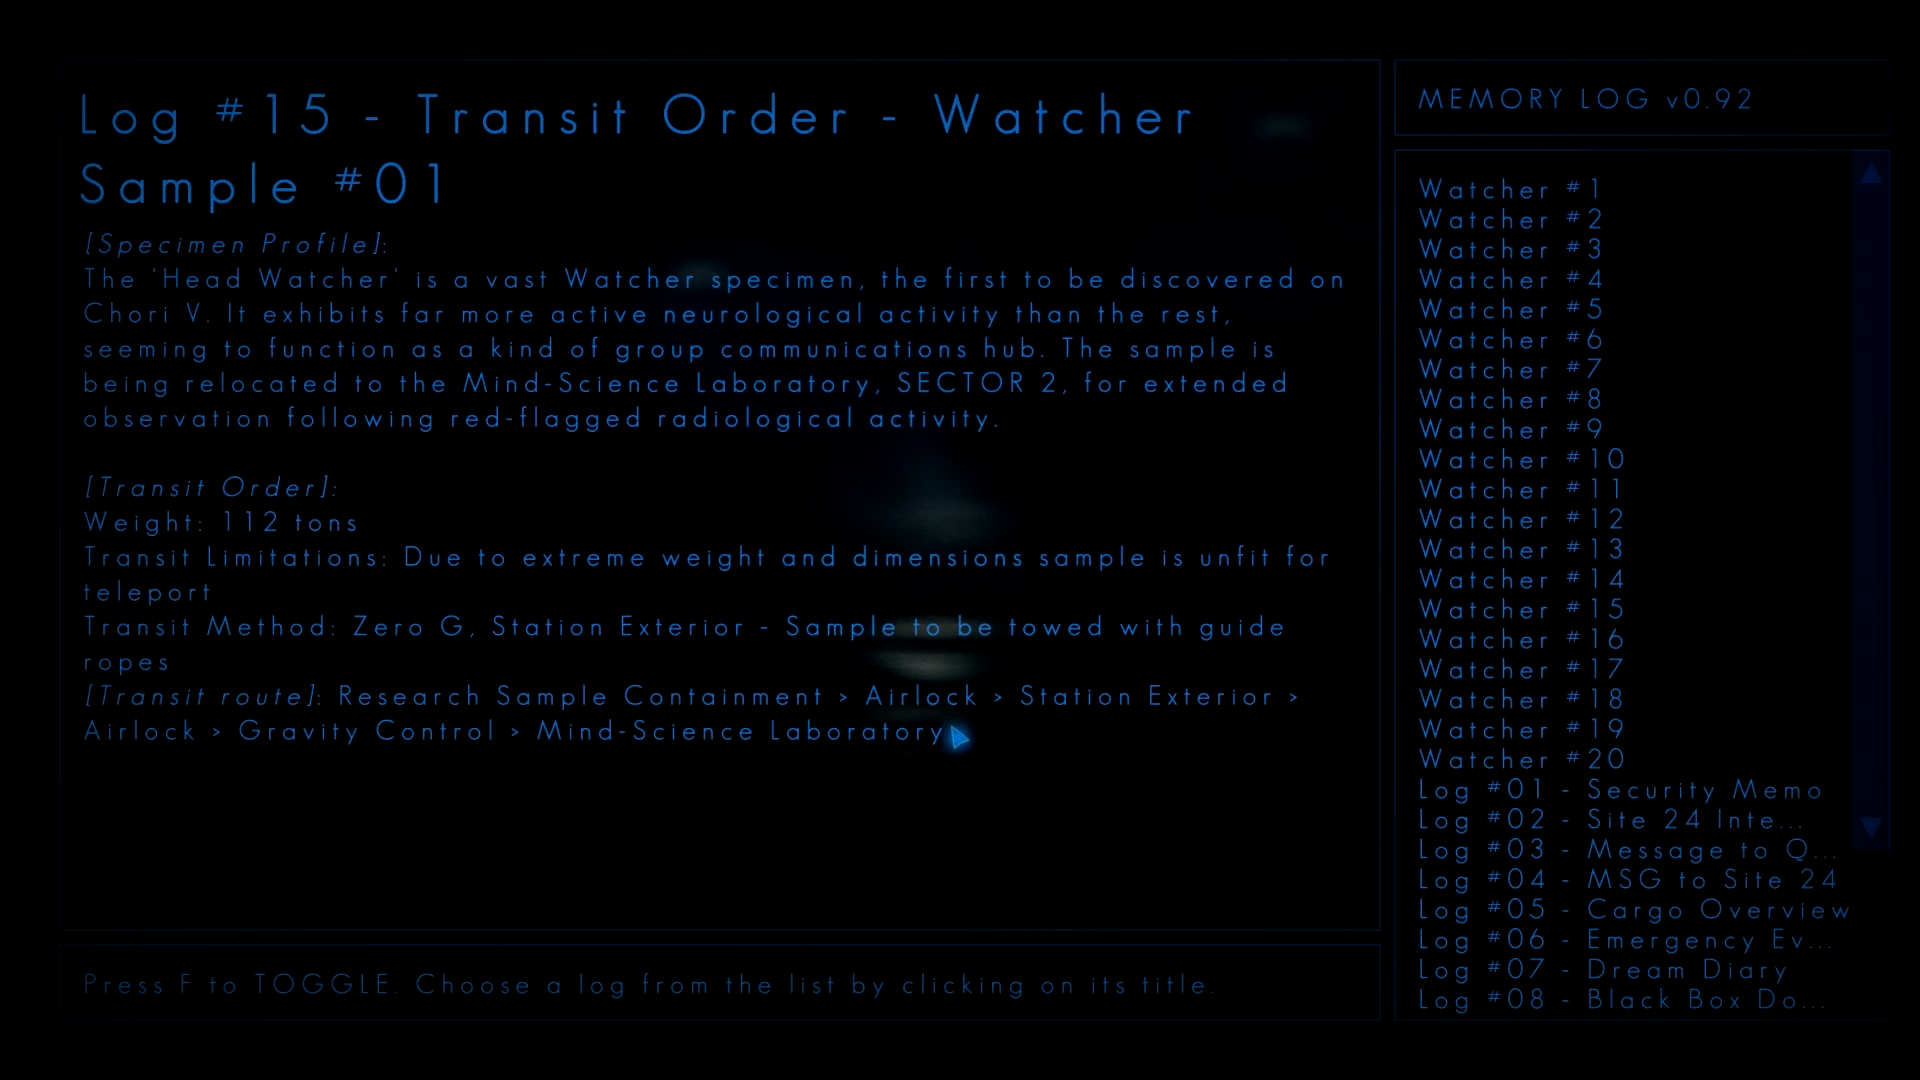 Log #15 - Transit Order - Watcher
Sample #01
[Specimen Profile]:
The 'Head Watcher' is a vast Watcher specimen, the first to be discovered on
Chori V. It exhibits far more active neurological activity than the rest,
seeming to function as a kind of group communications hub. The sample is
being relocated to the Mind-Science Laboratory, SECTOR 2, for extended
observation following red-flagged radiological activity.
[Transit Order]:
Weight: 112 tons
Transit Limitations: Due to extreme weight and dimensions sample is unfit for
teleport
Transit Method: Zero G, Station Exterior - Sample to be towed with guide
ropes
[Transit route]: Research Sample Containment > Airlock > Station Exterior >
Airlock > Gravity Control > Mind-Science Laboratory
Press F to TOGGLE. Choose a log from the list by clicking on its title.
MEMORY LOG v0.92
Watcher #1
Watcher #2
Watcher #3
Watcher #4
Watcher #5
Watcher #6
Watcher #7
Watcher #8
Watcher #9
Watcher #10
Watcher #11
Watcher #12
Watcher #13
Watcher #14
Watcher #15
Watcher #16
Watcher #17
Watcher #18
Watcher #19
Watcher #20
Log #01 - Security Memo
Log #02 - Site 24 Inte...
Log #03 - Message to Q...
Log #04 - MSG to Site 24
Log #05 - Cargo Overview
Log #06 - Emergency Ev...
Log #07 - Dream Diary
Log #08 - Black Box Do...